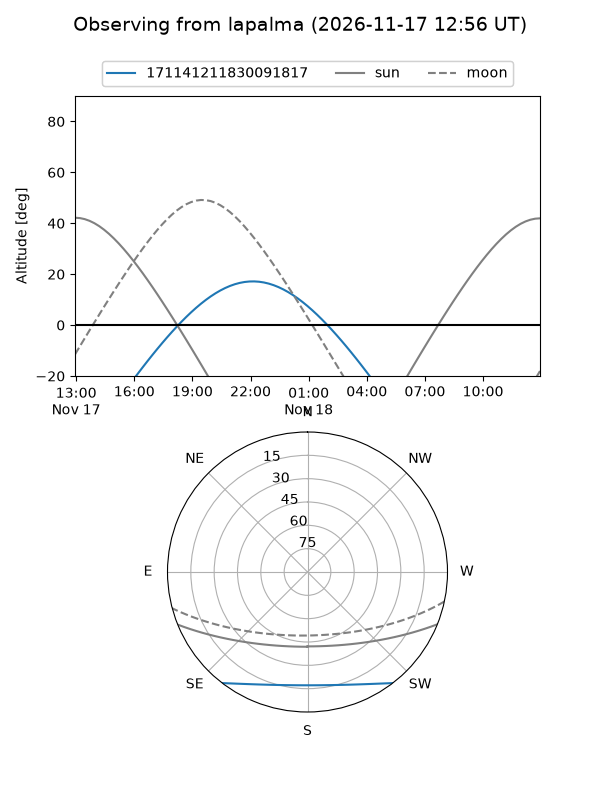 Observing from lapalma (2026-11-17 12:56 UT)
171141211830091817 sun moon
Altitude [deg]
80
60
40
20
0
−20
13:00 16:00 19:00 22:00 01:00 04:00 07:00 10:00
Nov 17 Nov 18
N
NE NW
15
30
45
60
75
E W
SE SW
S